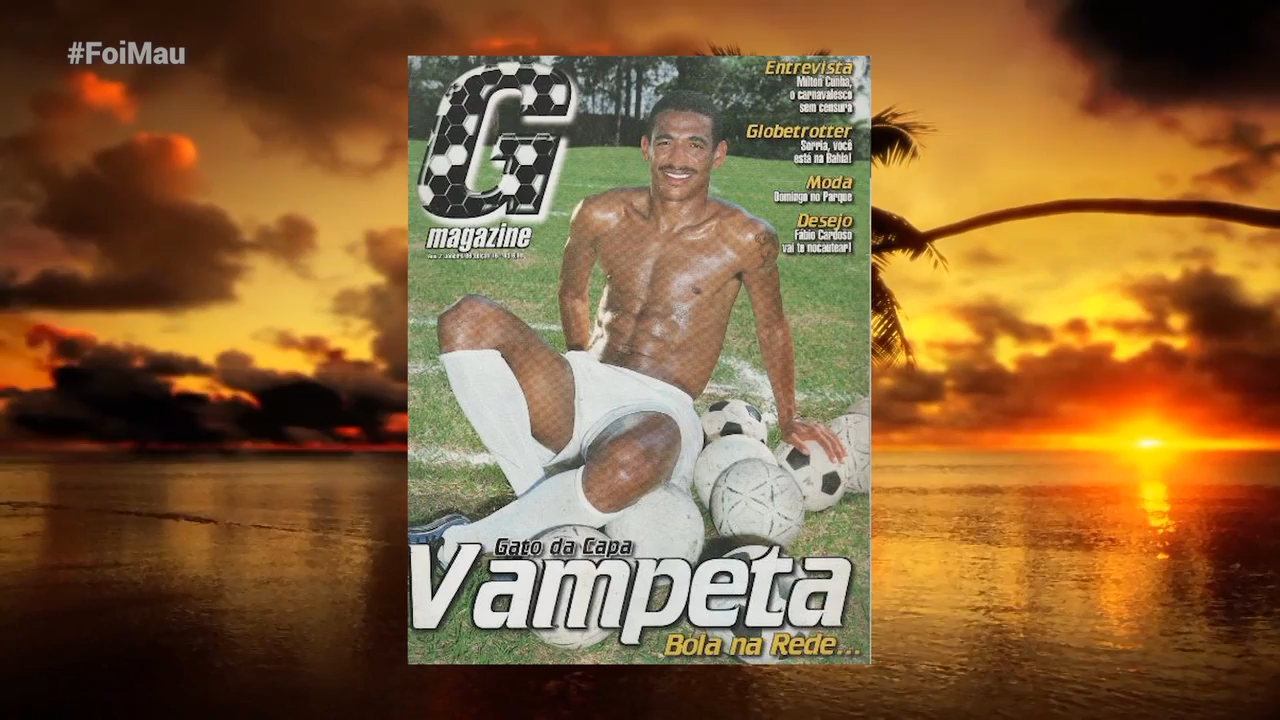 #FoiMau
G
magazine
Entrevista
Milton Cunha,
o carnavalesco
sem censura
Globetrotter
Sorria, você
está na Bahia!
Moda
Domingo no Parque
Desejo
Fábio Cardoso
vai te nocautear!
Gato da Capa
Vampeta
Bola na Rede...